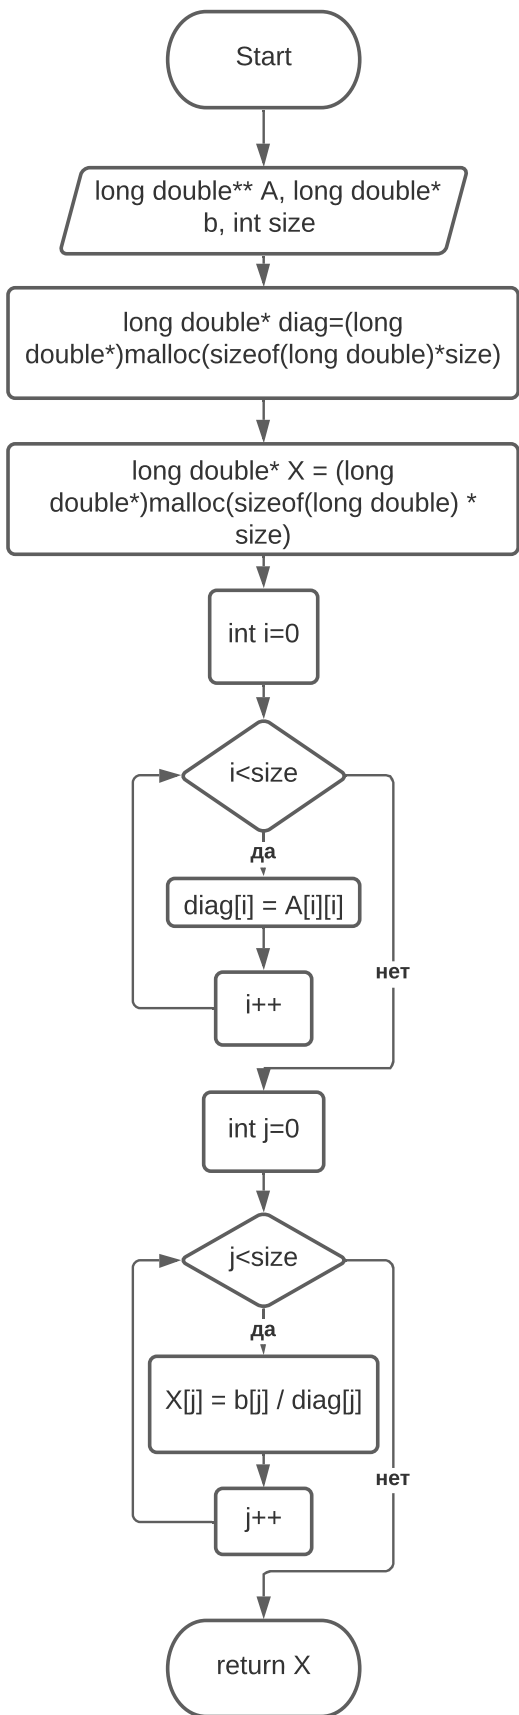 Start
long double** A, long double*
b, int size
long double* diag=(long
double*)malloc(sizeof(long double)*size)
long double* X = (long
double*)malloc(sizeof(long double) *
size)
int i=0
i<size
да
diag[i] = A[i][i]
нет
i++
int j=0
j<size
да
X[j] = b[j] / diag[j]
нет
j++
return X